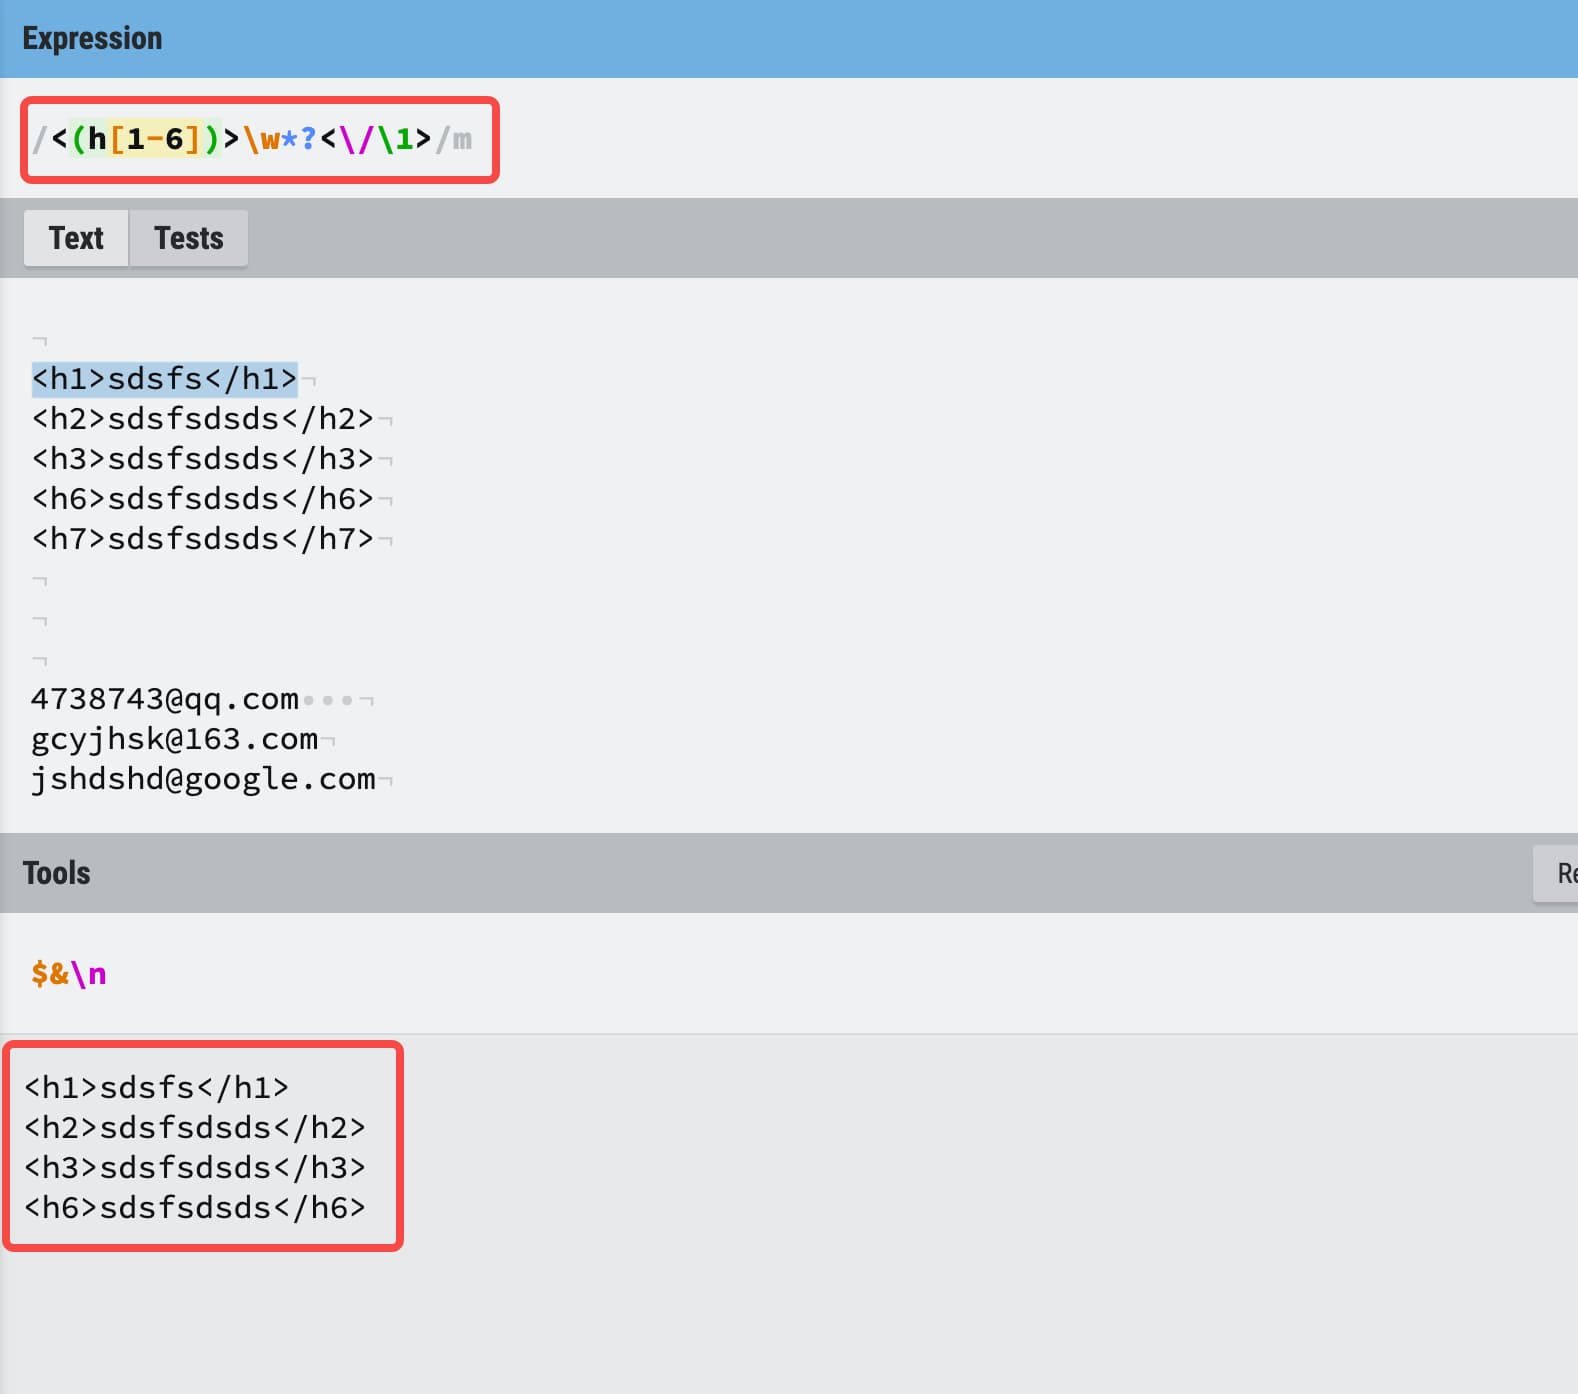 Expression
/<(h[1-6])>\w*?<\/\1>/m
Text Tests
¬
<h1>sdsfs</h1>¬
<h2>sdsfsdsds</h2>¬
<h3>sdsfsdsds</h3>¬
<h6>sdsfsdsds</h6>¬
<h7>sdsfsdsds</h7>¬
¬
¬
¬
4738743@qq.com•••¬
gcyjhsk@163.com¬
jshdshd@google.com¬
Tools
$&\n
<h1>sdsfs</h1>
<h2>sdsfsdsds</h2>
<h3>sdsfsdsds</h3>
<h6>sdsfsdsds</h6>